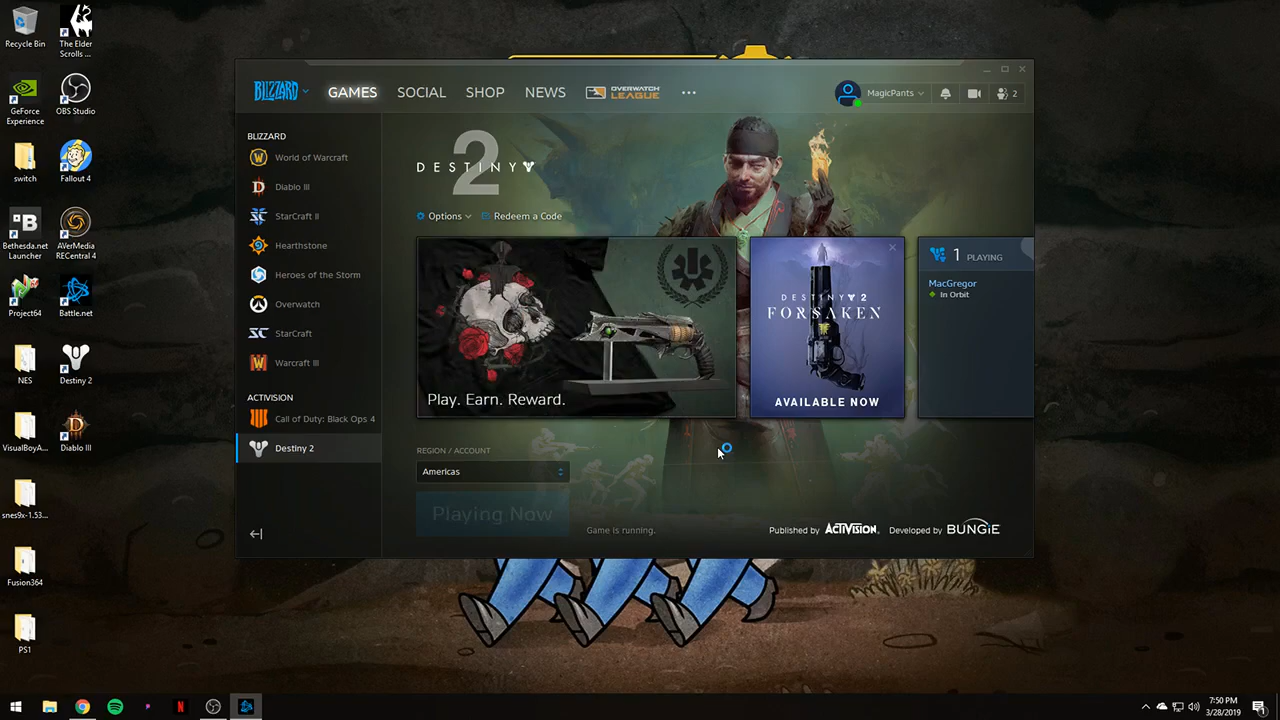 Recycle Bin
The Elder
Scrolls ...
GeForce
Experience
OBS Studio
switch
Fallout 4
Bethesda.net
Launcher
AVerMedia
RECentral 4
Project64
Battle.net
NES
Destiny 2
VisualBoyA...
Diablo III
snes9x-1.53...
Fusion364
PS1
BLIZZARD
GAMES
SOCIAL
SHOP
NEWS
OVERWATCH
LEAGUE
MagicPants
2
BLIZZARD
World of Warcraft
Diablo III
StarCraft II
Hearthstone
Heroes of the Storm
Overwatch
StarCraft
Warcraft III
ACTIVISION
Call of Duty: Black Ops 4
Destiny 2
DESTINY 2
Options
Redeem a Code
Play. Earn. Reward.
DESTINY 2
FORSAKEN
AVAILABLE NOW
1 PLAYING
MacGregor
In Orbit
REGION / ACCOUNT
Americas
Playing Now
Game is running.
Published by ACTIVISION. Developed by BUNGiE
7:50 PM
3/28/2019
1